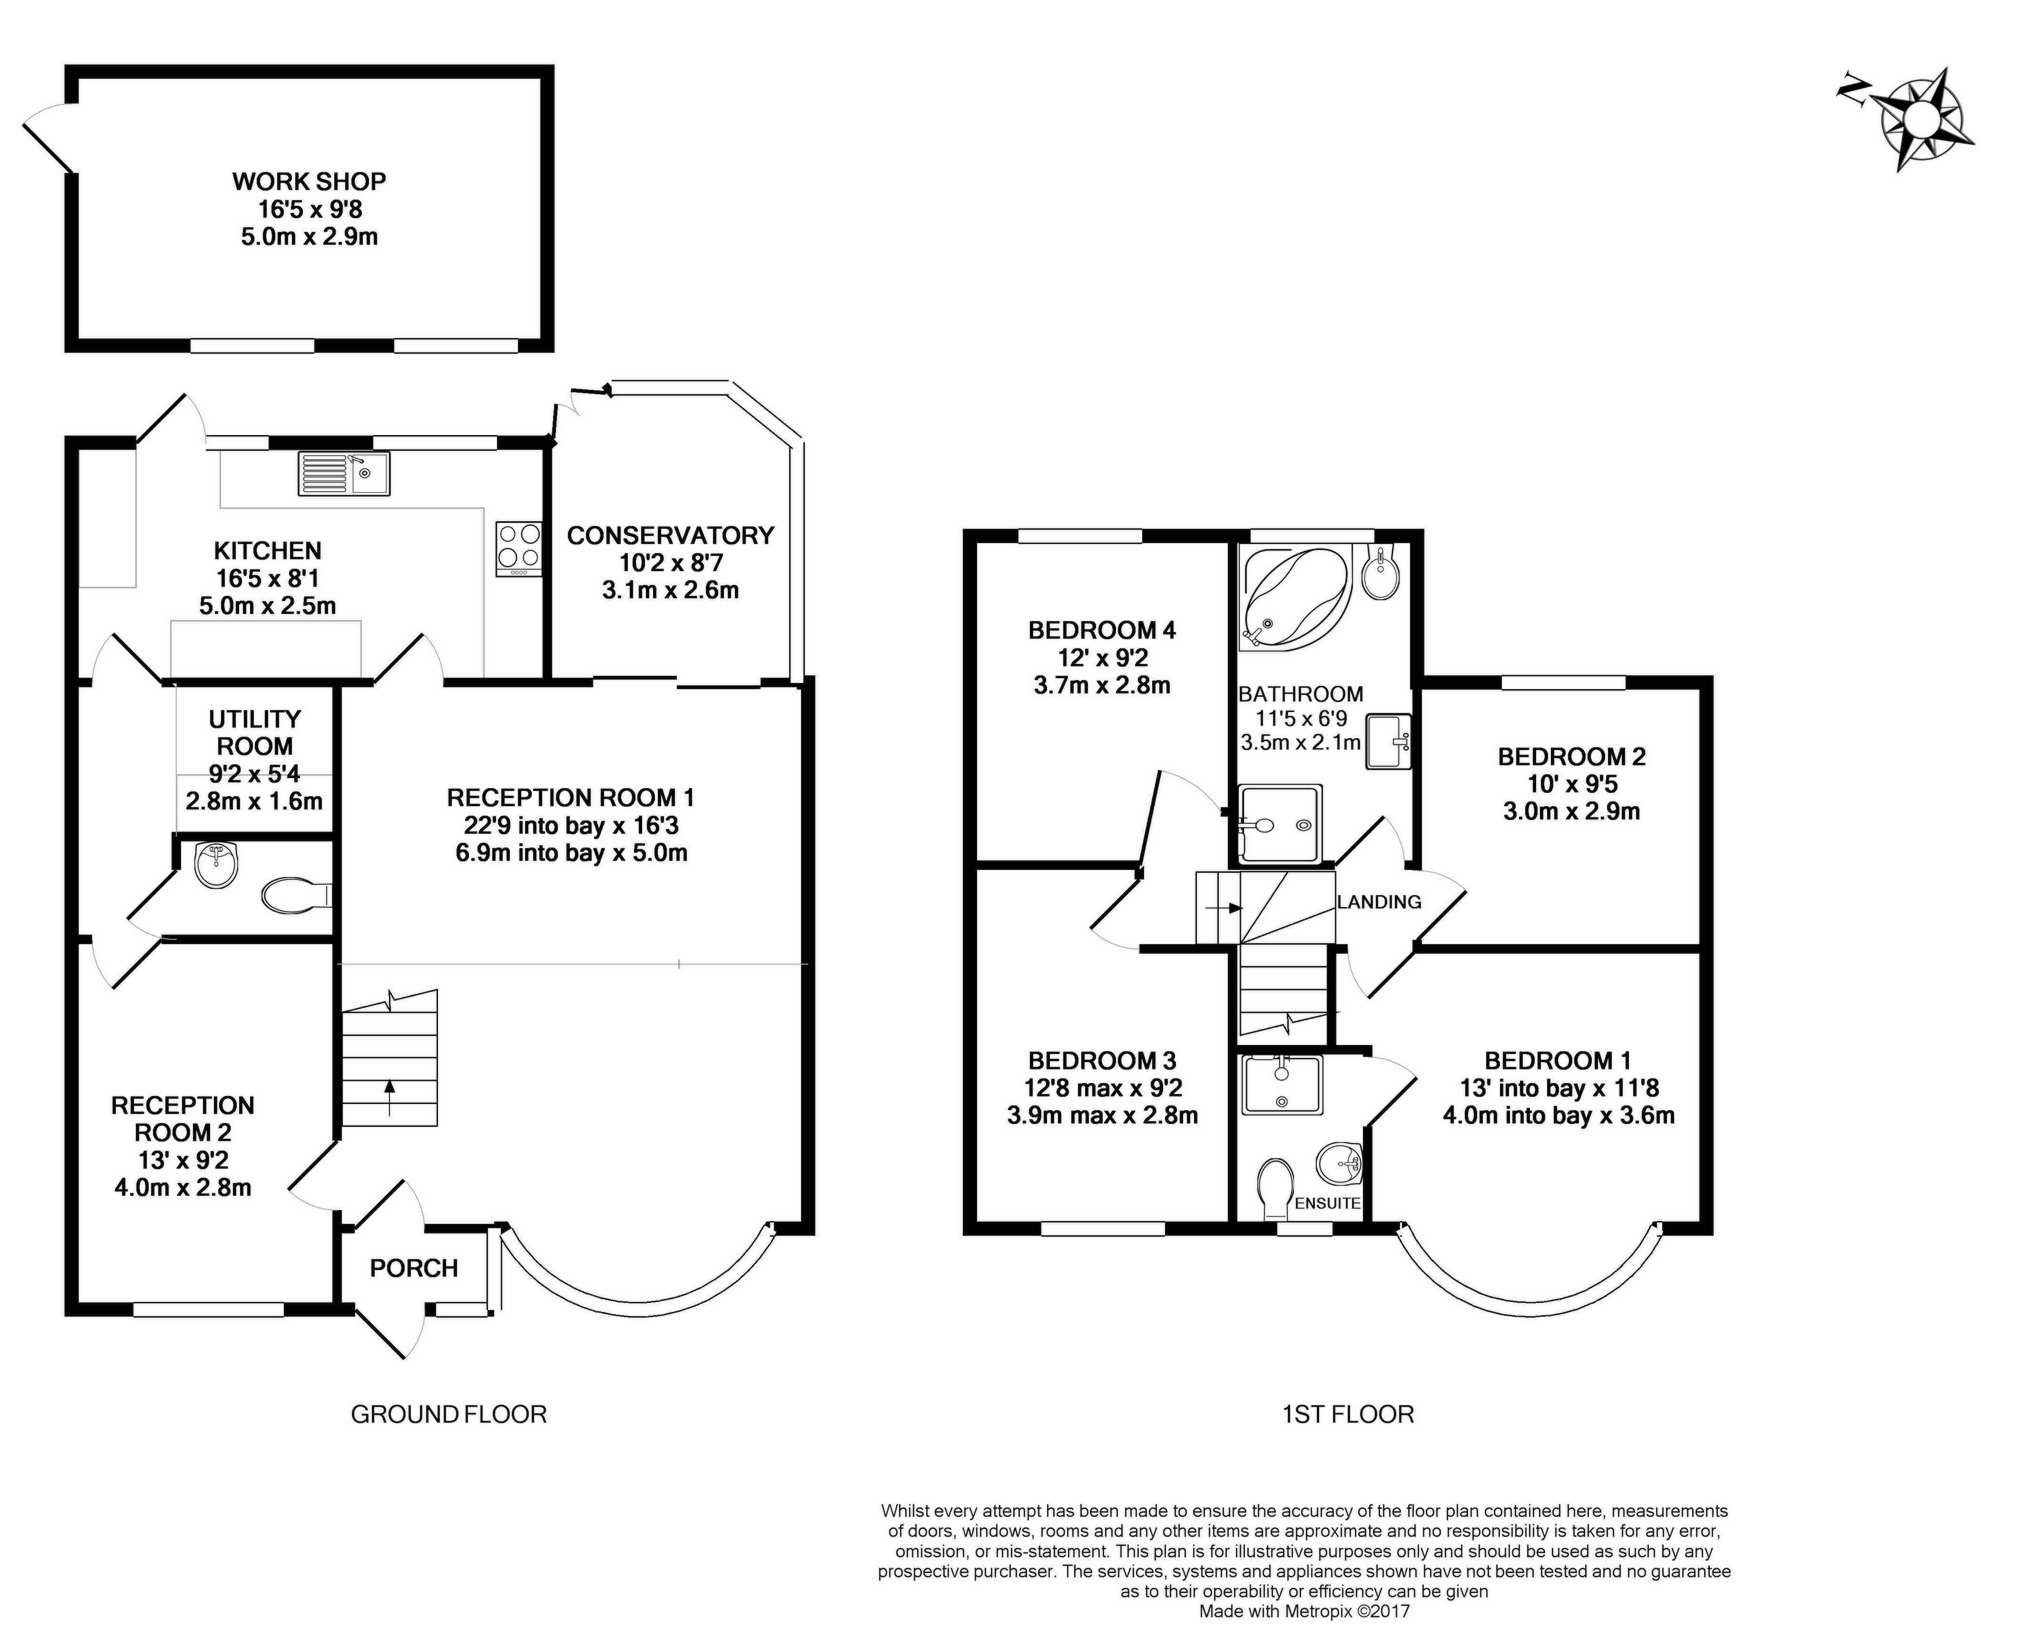 N
WORK SHOP
16'5 x 9'8
5.0m x 2.9m
KITCHEN
16'5 x 8'1
5.0m x 2.5m
CONSERVATORY
10'2 x 8'7
3.1m x 2.6m
UTILITY
ROOM
9'2 x 5'4
2.8m x 1.6m
RECEPTION ROOM 1
22'9 into bay x 16'3
6.9m into bay x 5.0m
RECEPTION
ROOM 2
13' x 9'2
4.0m x 2.8m
PORCH
GROUND FLOOR
BEDROOM 4
12' x 9'2
3.7m x 2.8m
BATHROOM
11'5 x 6'9
3.5m x 2.1m
BEDROOM 2
10' x 9'5
3.0m x 2.9m
LANDING
BEDROOM 3
12'8 max x 9'2
3.9m max x 2.8m
BEDROOM 1
13' into bay x 11'8
4.0m into bay x 3.6m
ENSUITE
1ST FLOOR
Whilst every attempt has been made to ensure the accuracy of the floor plan contained here, measurements
of doors, windows, rooms and any other items are approximate and no responsibility is taken for any error,
omission, or mis-statement. This plan is for illustrative purposes only and should be used as such by any
prospective purchaser. The services, systems and appliances shown have not been tested and no guarantee
as to their operability or efficiency can be given
Made with Metropix ©2017